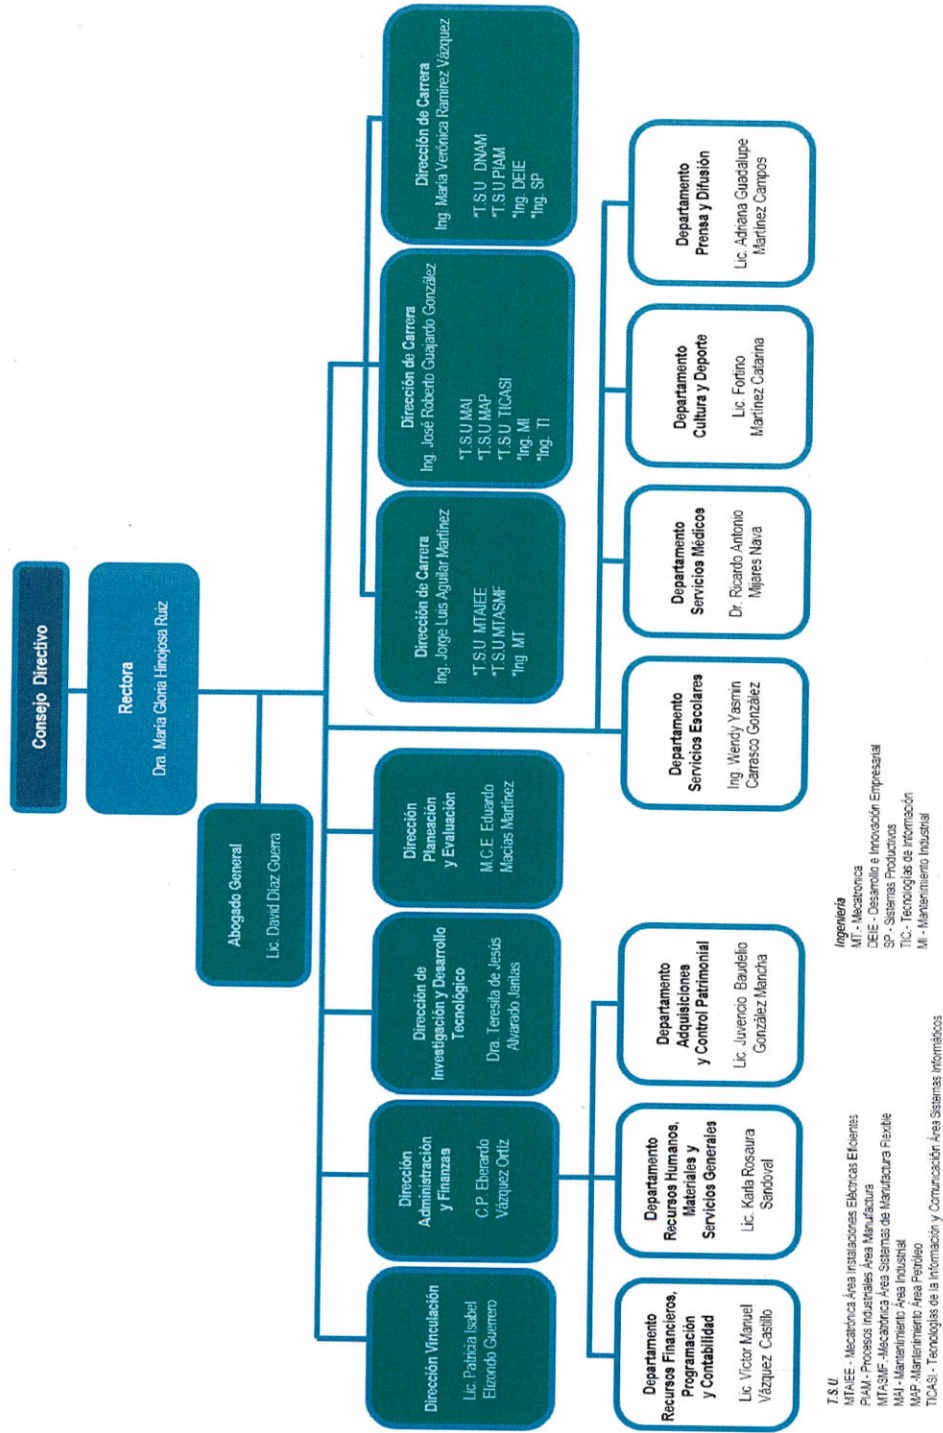 Consejo Directivo
Rectora
Dra. María Gloria Hinojosa Ruiz
Abogado General
Lic. David Díaz Guerra
Dirección Vinculación
Lic. Patricia Isabel
Elizondo Guerrero
Dirección
Administración
y Finanzas
C.P. Eberardo
Vázquez Ortiz
Dirección de
Investigación y Desarrollo
Tecnológico
Dra. Teresita de Jesús
Alvarado
Dirección
Planeación
y Evaluación
M.C.E. Eduardo
Macías Martínez
Dirección de Carrera
Ing. Jorge Luis Aguilar Martínez
*T.S.U MTAIEE
*T.S.U MTASMF
*Ing. MT
Dirección de Carrera
Ing. José Roberto Guajardo González
*T.S.U MAI
*T.S.U MAP
*T.S.U TICASI
*Ing. MI
*Ing. TI
Dirección de Carrera
Ing. María Verónica Ramírez Vázquez
*T.S.U DNAM
*T.S.U PIAM
*Ing. DEIE
*Ing. SP
Departamento
Recursos Financieros,
Programación
y Contabilidad
Lic. Víctor Manuel
Vázquez Castillo
Departamento
Recursos Humanos,
Materiales y
Servicios Generales
Lic. Karla Rosaura
Sandoval
Departamento
Adquisiciones
y Control Patrimonial
Lic. Juvencio Baudelio
González Mancha
Departamento
Servicios Escolares
Ing. Wendy Yasmin
Carrasco González
Departamento
Servicios Médicos
Dr. Ricardo Antonio
Mijares Nava
Departamento
Cultura y Deporte
Lic. Fortino
Martínez Catarina
Departamento
Prensa y Difusión
Lic. Adriana Guadalupe
Martínez Campos
T.S.U.
MTAIEE - Mecatrónica Área Instalaciones Eléctricas Eficientes
PIAM - Procesos Industriales Área Manufactura
MTASMF.-Mecatrónica Área Sistemas de Manufactura Flexible
MAI - Mantenimiento Área Industrial
MAP.-Mantenimiento Área Petróleo
TICASI.- Tecnologías de la Información y Comunicación Área Sistemas Informáticos
Ingeniería
MT.- Mecatronica
DEIE - Desarrollo e Innovación Empresarial
SP - Sistemas Productivos
TIC.- Tecnologías de Información
MI - Mantenimiento Industrial